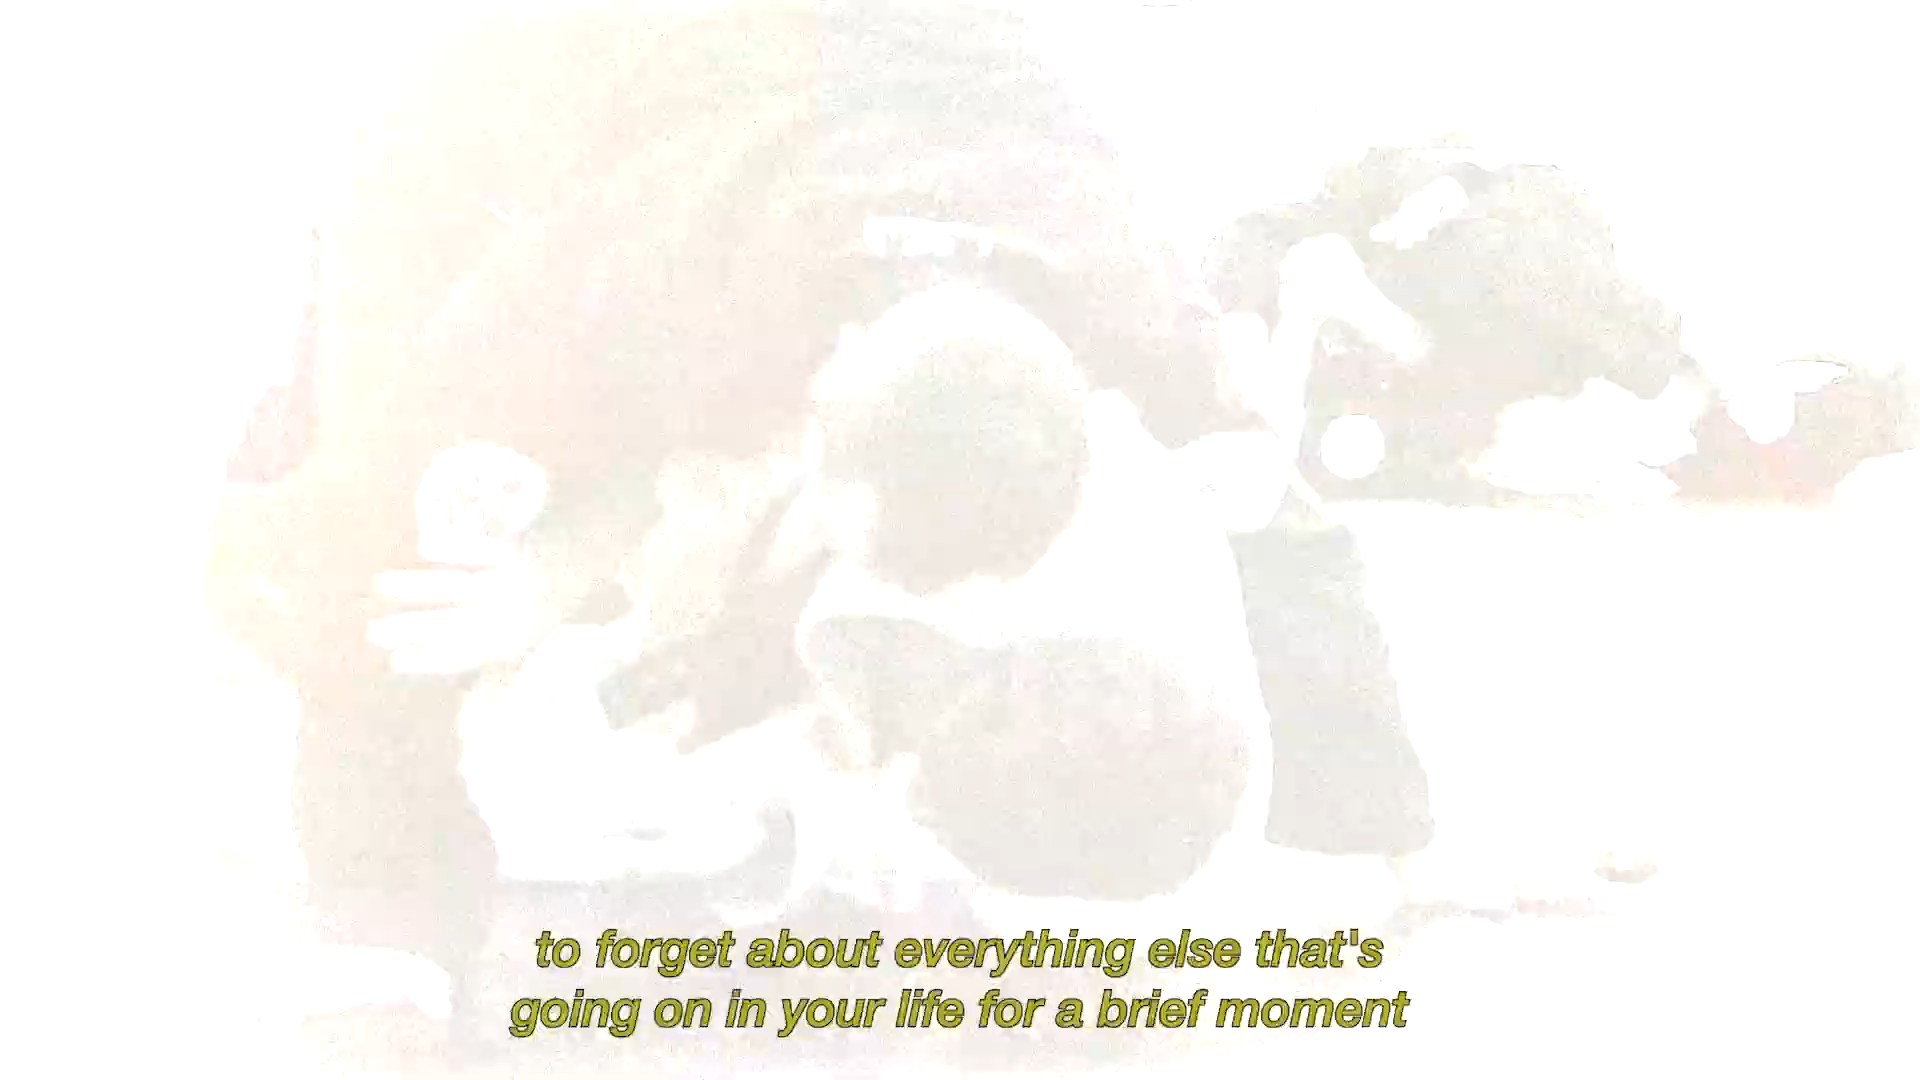 to forget about everything else that's
going on in your life for a brief moment